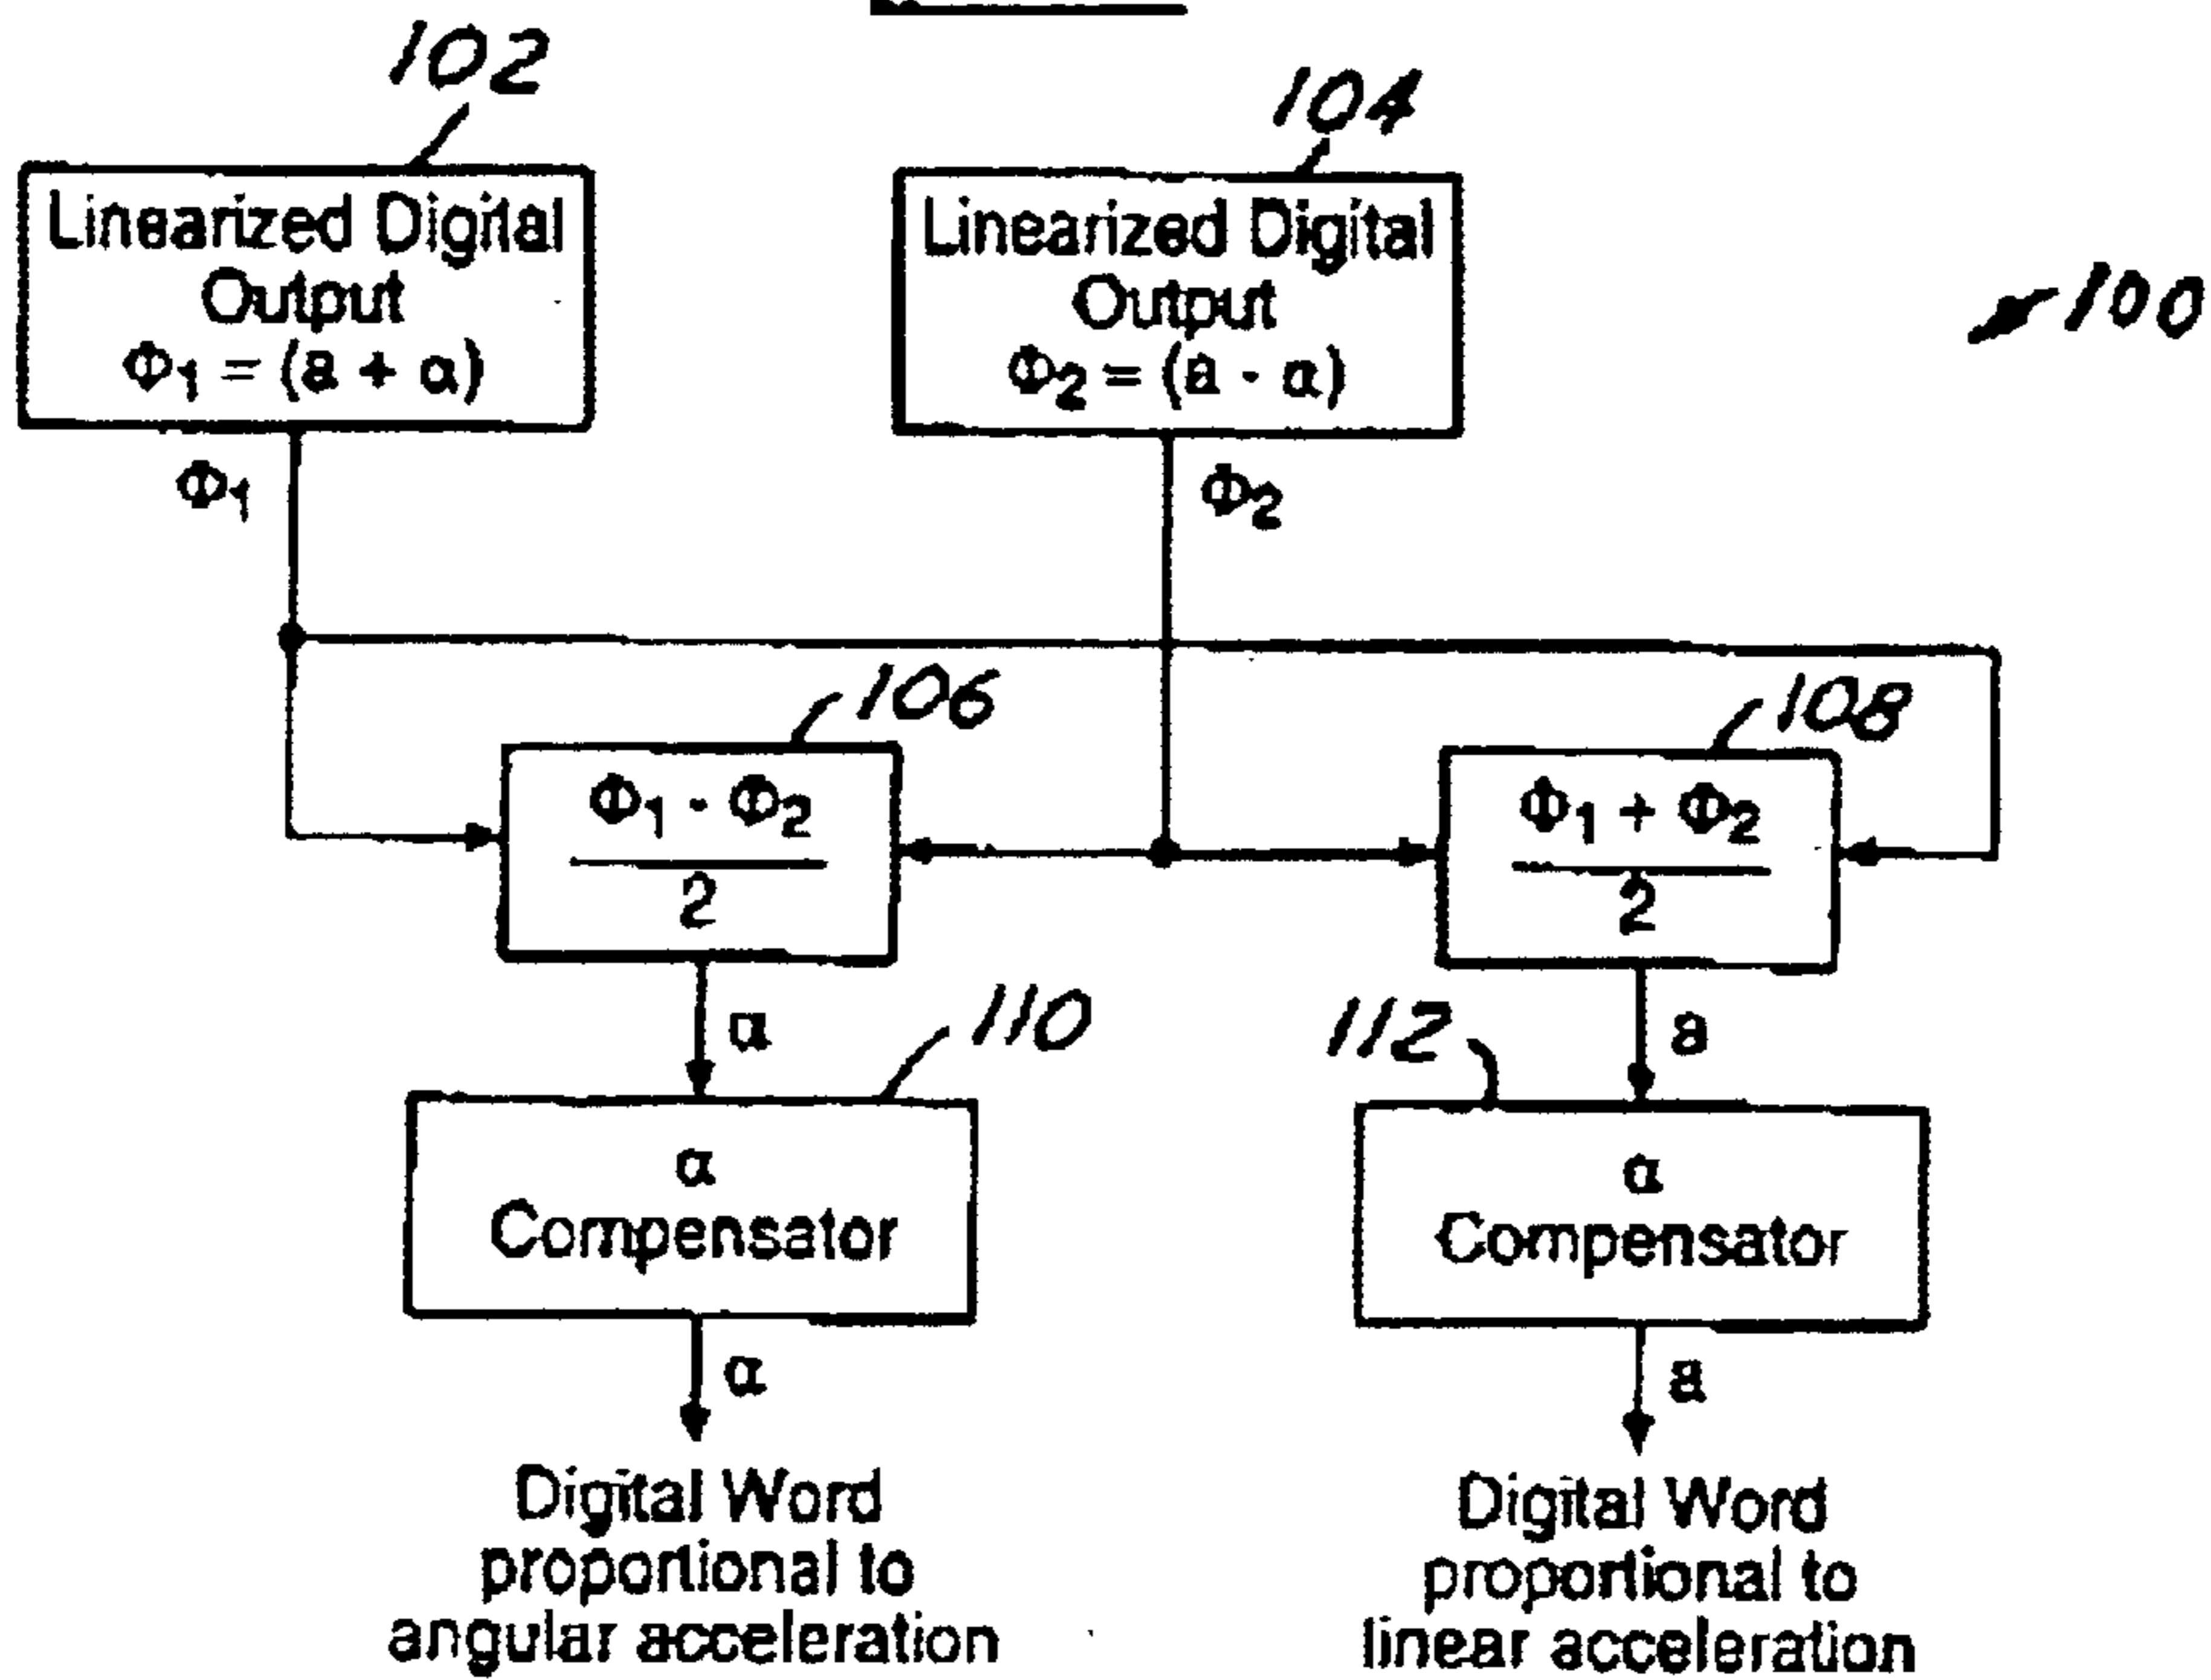 102
104
Linearized Digital
Output
Φ1 = (a + α)
Linearized Digital
Output
Φ2 = (a - α)
100
Φ1
Φ2
106
108
Φ1 - Φ2
2
Φ1 + Φ2
2
α
110
112
a
α
Compensator
α
Compensator
α
a
Digital Word
proportional to
angular acceleration
Digital Word
proportional to
linear acceleration